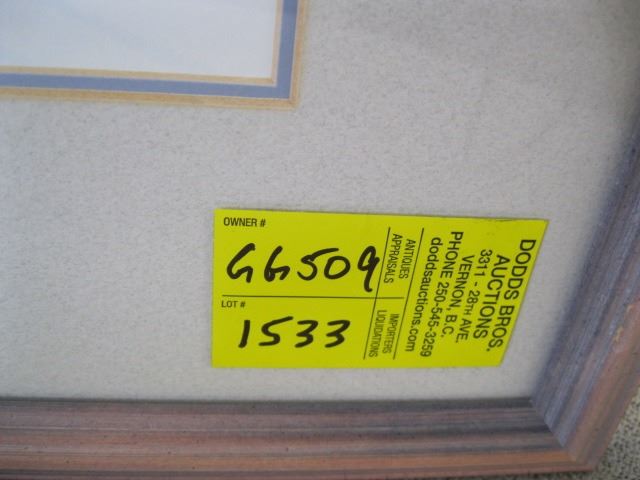 OWNER #
GG509
LOT #
1533
ANTIQUES
APPRAISALS
IMPORTERS
LIQUIDATIONS
DODDS BROS.
AUCTIONS
3311 - 28TH AVE.
VERNON, B.C.
PHONE 250-545-3259
doddsauctions.com